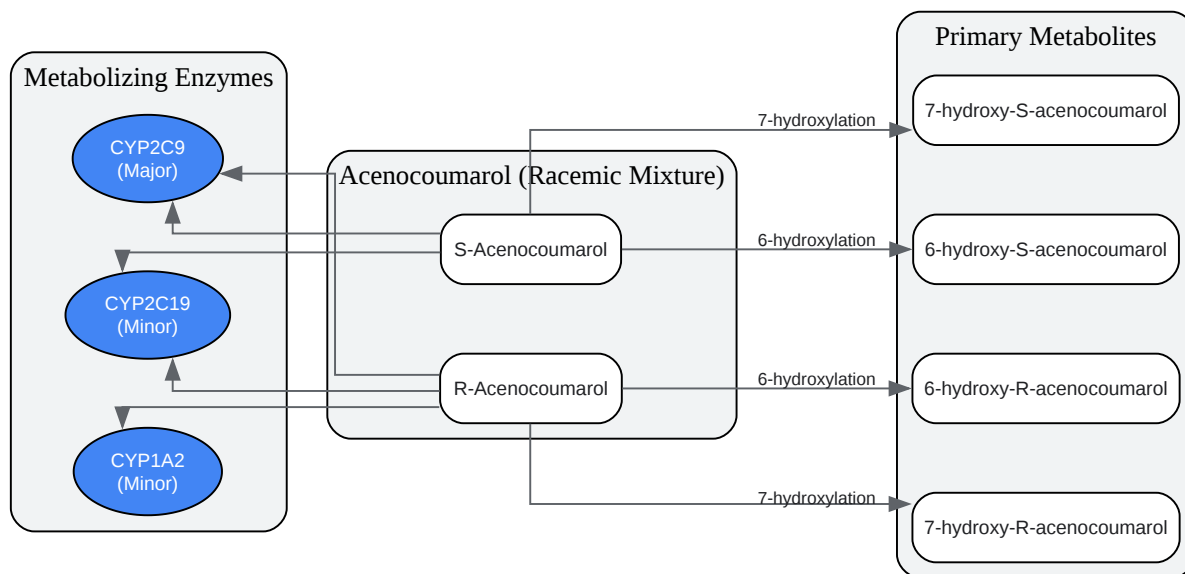 Metabolizing Enzymes
CYP2C9
(Major)
CYP2C19
(Minor)
CYP1A2
(Minor)
Acenocoumarol (Racemic Mixture)
S-Acenocoumarol
R-Acenocoumarol
7-hydroxylation
6-hydroxylation
6-hydroxylation
7-hydroxylation
Primary Metabolites
7-hydroxy-S-acenocoumarol
6-hydroxy-S-acenocoumarol
6-hydroxy-R-acenocoumarol
7-hydroxy-R-acenocoumarol